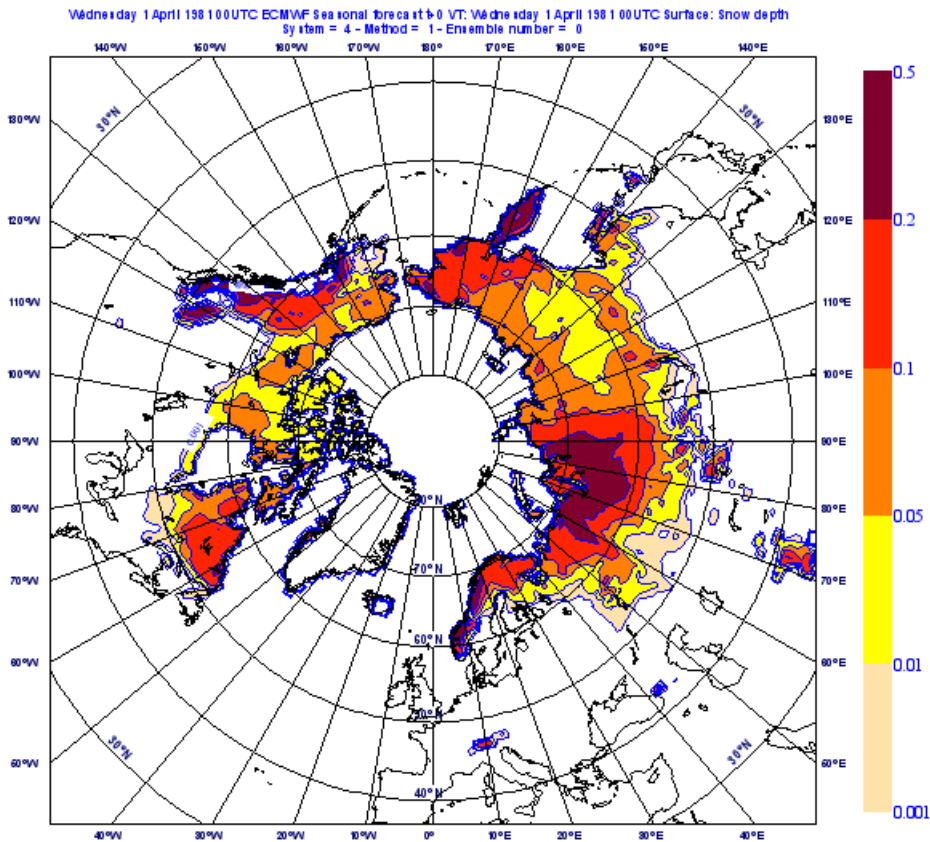 Wednesday 1 April 1981 00UTC ECMWF Seasonal forecast t+0 VT: Wednesday 1 April 1981 00UTC Surface: Snow depth
System = 4 - Method = 1 - Ensemble number = 0
140°W 150°W 160°W 170°W 180° 170°E 160°E 150°E 140°E
0.5
30°N 30°N
130°W 130°E
0.2
120°W 120°E
110°W 110°E
0.1
100°W 100°E
0.001
90°W 90°E
80°N
80°W 80°E
0.05
70°N
70°W 70°E
60°N
60°W 60°E
0.01
50°N
30°N 30°N
50°W 50°E
40°N
0.001
40°W 30°W 20°W 10°W 0° 10°E 20°E 30°E 40°E